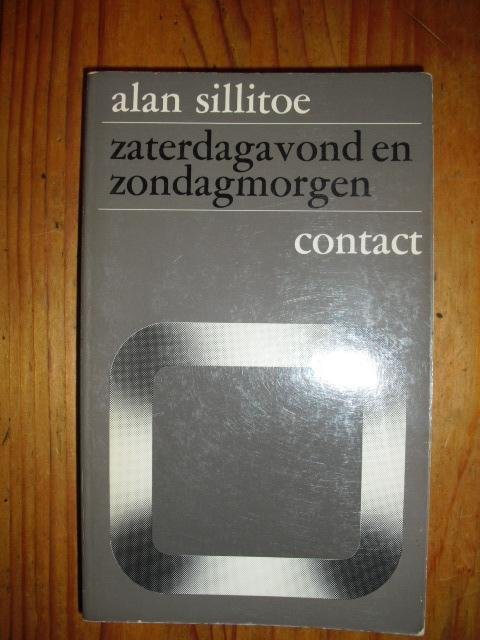 alan sillitoe
zaterdagavond en
zondagmorgen
contact